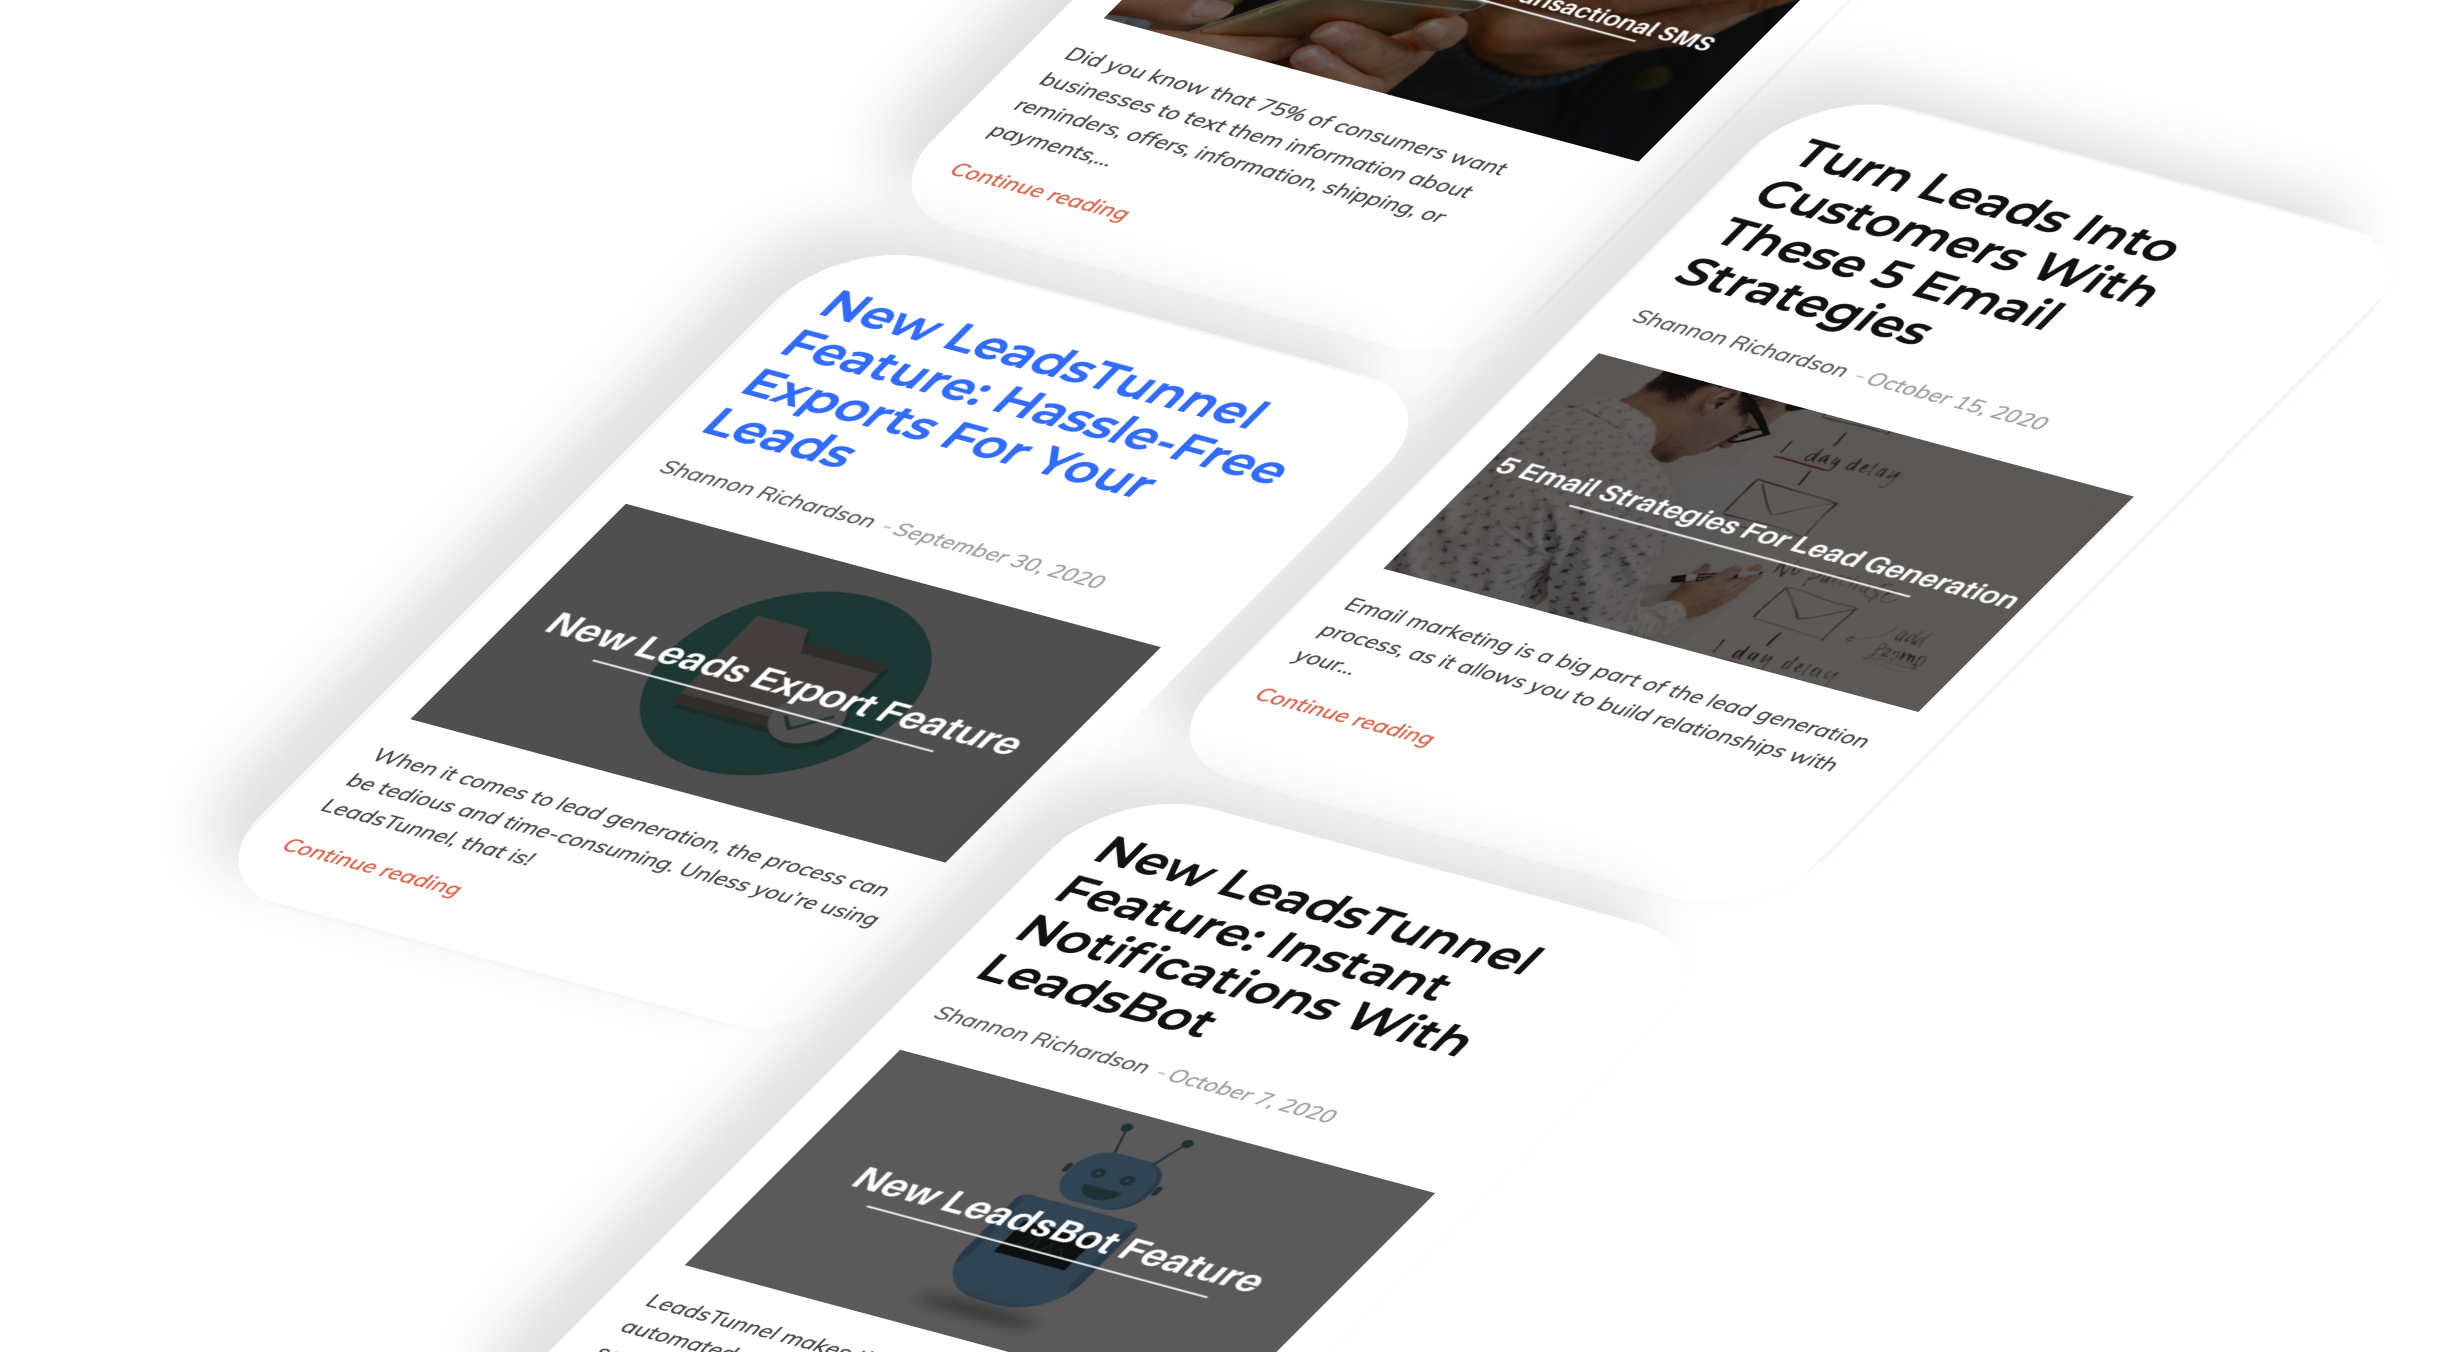 SMS
Did you know that 75% of consumers want
businesses to text them information about
reminders, offers, information, shipping, or
payments,...
Continue reading
New LeadsTunnel
Feature: Hassle-Free
Exports For Your
Leads
Shannon Richardson - September 30, 2020
New Leads Export Feature
When it comes to lead generation, the process can
be tedious and time-consuming. Unless you're using
LeadsTunnel, that is!
Continue reading
Turn Leads Into
Customers With
These 5 Email
Strategies
Shannon Richardson - October 15, 2020
1 day delay
5 Email Strategies For Lead Generation
No
add
promo
1 day delay
Email marketing is a big part of the lead generation
process, as it allows you to build relationships with
your...
Continue reading
New LeadsTunnel
Feature: Instant
Notifications With
LeadsBot
Shannon Richardson - October 7, 2020
New LeadsBot Feature
LeadsTunnel makes
automated